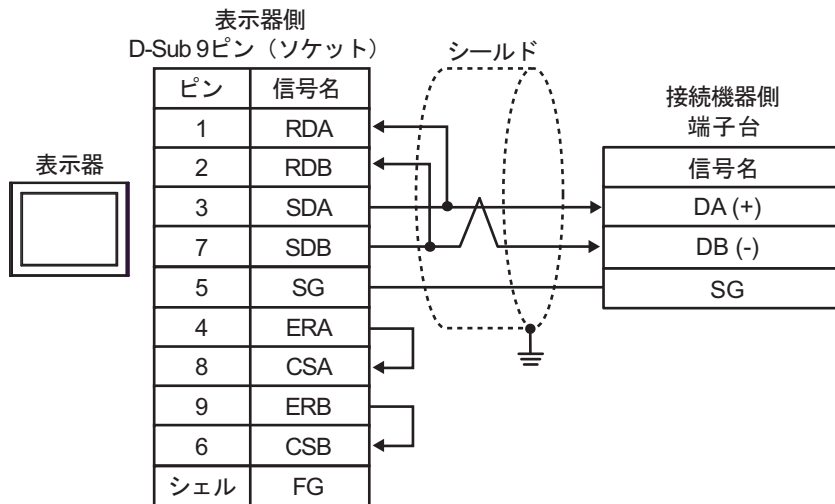 表示器側
D-Sub 9ピン（ソケット）
シールド
接続機器側
端子台
表示器
ピン 信号名
1 RDA
2 RDB
3 SDA
7 SDB
5 SG
4 ERA
8 CSA
9 ERB
6 CSB
シェル FG
信号名
DA (+)
DB (-)
SG